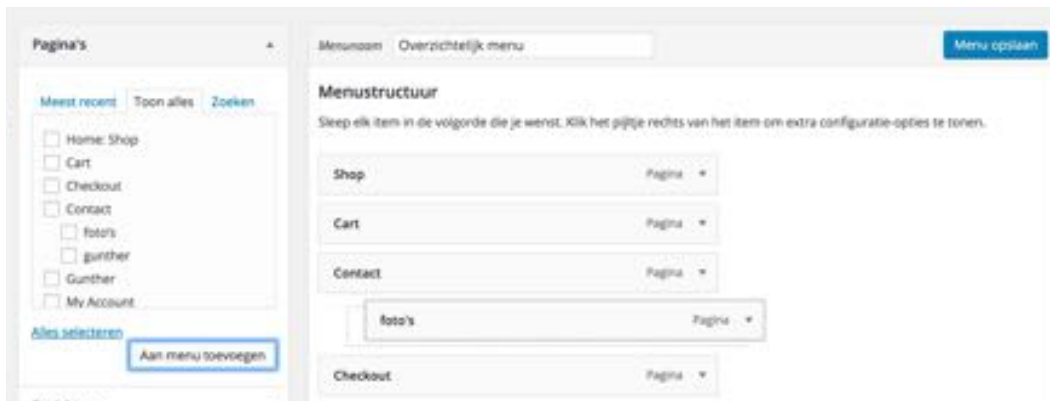 Pagina's
Menunaam Overzichtelijk menu
Menu opslaan
Meest recent Toon alles Zoeken
Home: Shop
Cart
Checkout
Contact
foto's
gunther
Gunther
My Account
Alles selecteren
Aan menu toevoegen
Menustructuur
Sleep elk item in de volgorde die je wenst. Klik het pijltje rechts van het item om extra configuratie-opties te tonen.
Shop Pagina
Cart Pagina
Contact Pagina
foto's Pagina
Checkout Pagina